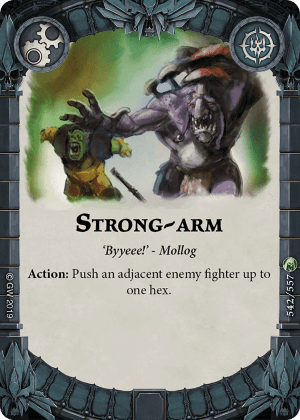 STRONG-ARM
‘Byyeee!’ - Mollog
Action: Push an adjacent enemy fighter up to
one hex.
© GW 2019
542/557